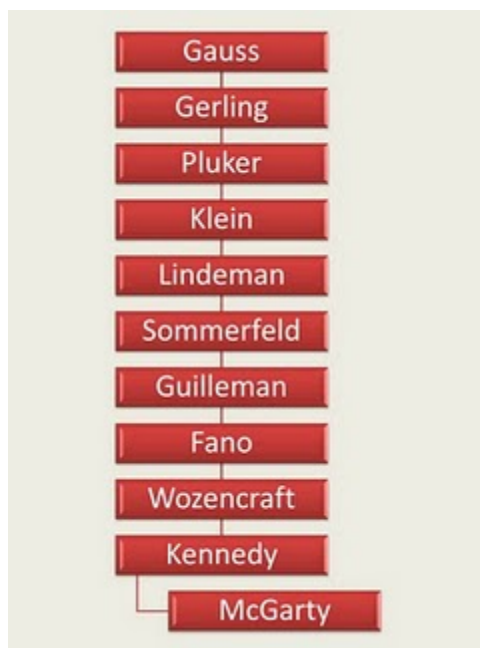 Gauss
Gerling
Pluker
Klein
Lindeman
Sommerfeld
Guilleman
Fano
Wozencraft
Kennedy
McGarty